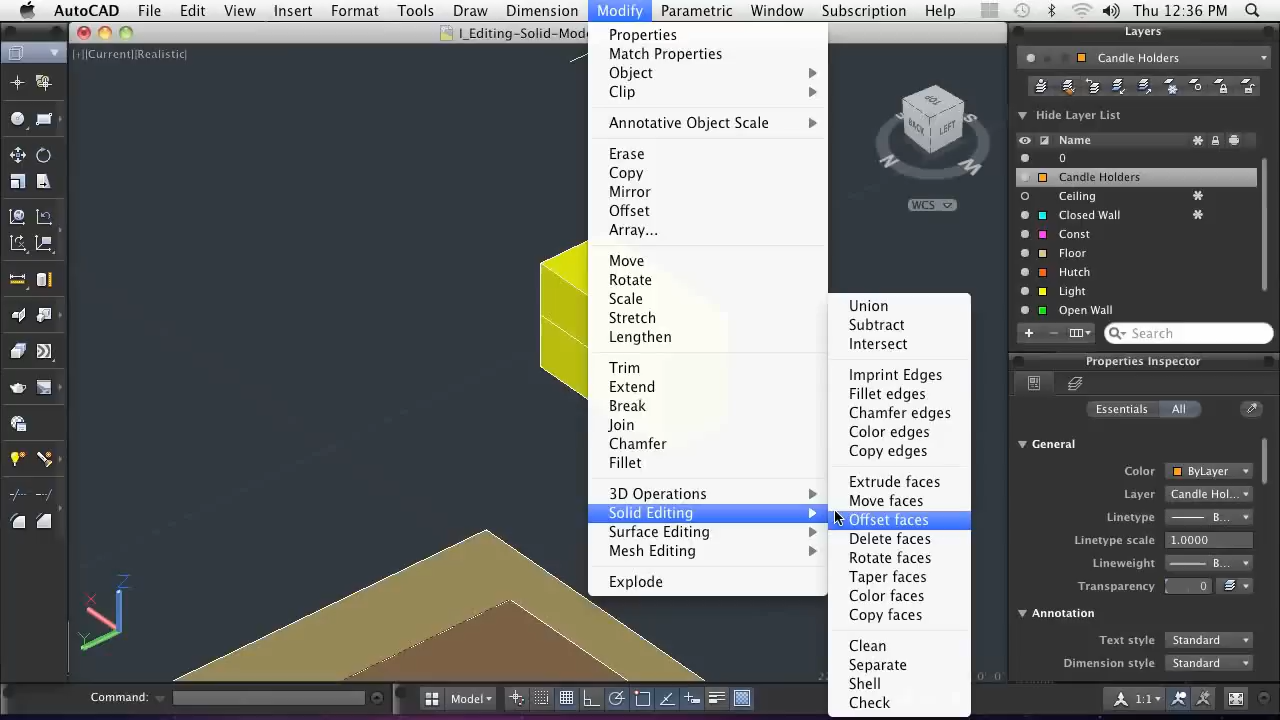 AutoCAD File Edit View Insert Format Tools Draw Dimension Modify Parametric Window Subscription Help Thu 12:36 PM
I_Editing-Solid-Mode
[+][Current][Realistic]
TOP
BACK
LEFT
S
N
W
WCS
X
Y
Z
Properties
Match Properties
Object
Clip
Annotative Object Scale
Erase
Copy
Mirror
Offset
Array...
Move
Rotate
Scale
Stretch
Lengthen
Trim
Extend
Break
Join
Chamfer
Fillet
3D Operations
Solid Editing
Surface Editing
Mesh Editing
Explode
Union
Subtract
Intersect
Imprint Edges
Fillet edges
Chamfer edges
Color edges
Copy edges
Extrude faces
Move faces
Offset faces
Delete faces
Rotate faces
Taper faces
Color faces
Copy faces
Clean
Separate
Shell
Check
Layers
Candle Holders
Hide Layer List
Name
0
Candle Holders
Ceiling
Closed Wall
Const
Floor
Hutch
Light
Open Wall
Search
Properties Inspector
Essentials All
General
Color ByLayer
Layer Candle Hol...
Linetype B...
Linetype scale 1.0000
Lineweight B...
Transparency 0
Annotation
Text style Standard
Dimension style Standard
Command:
Model
1:1